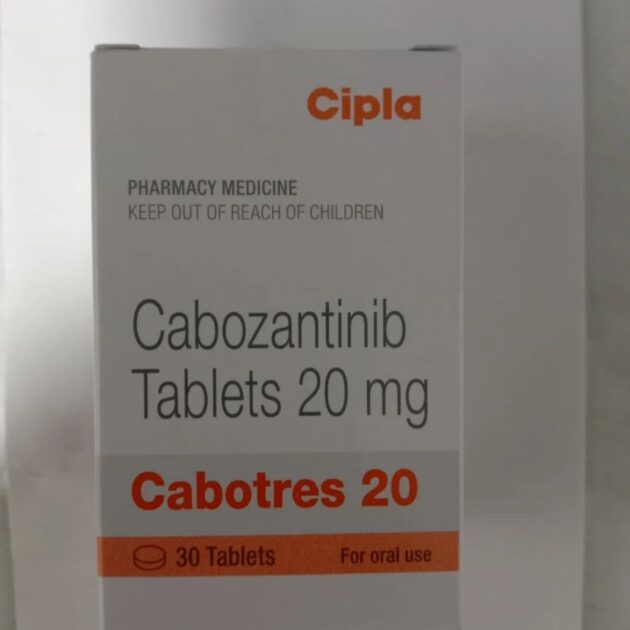 Cipla
PHARMACY MEDICINE
KEEP OUT OF REACH OF CHILDREN
Cabozantinib
Tablets 20 mg
Cabotres 20
30 Tablets For oral use